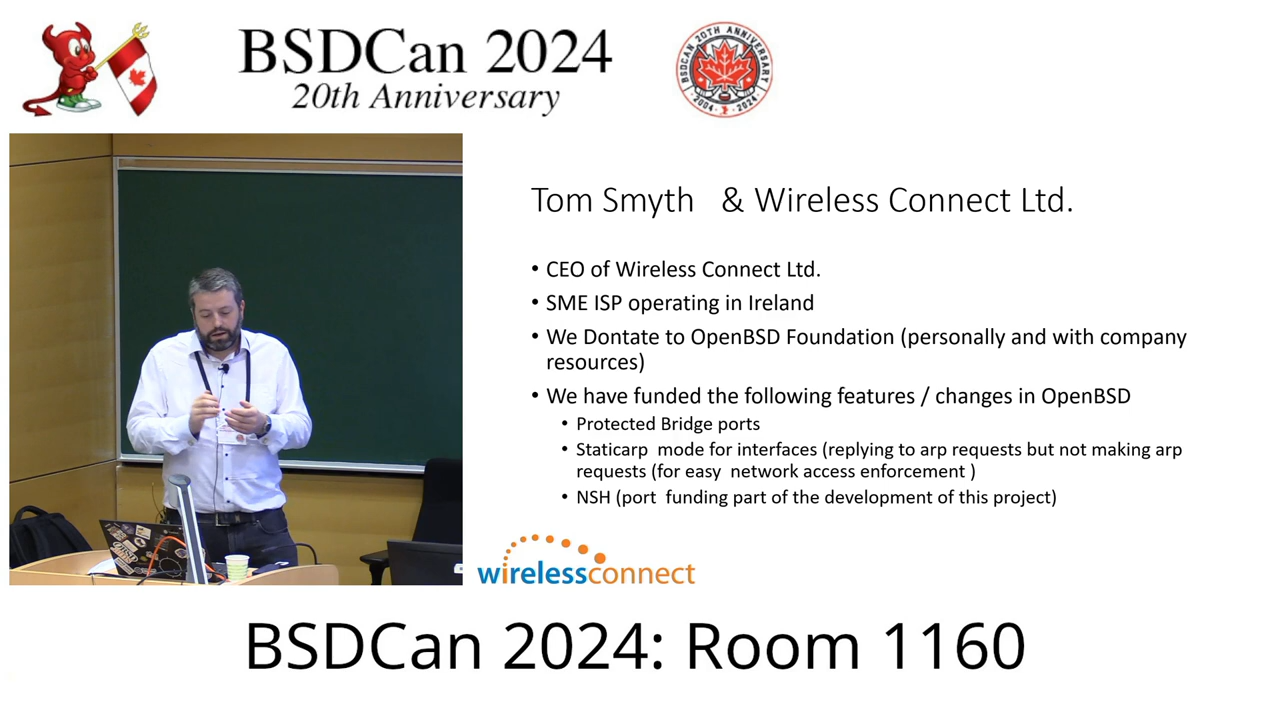 BSDCan 2024
20th Anniversary
BSDCAN 20TH ANNIVERSARY
2004 - 2024
Tom Smyth & Wireless Connect Ltd.
• CEO of Wireless Connect Ltd.
• SME ISP operating in Ireland
• We Dontate to OpenBSD Foundation (personally and with company
resources)
• We have funded the following features / changes in OpenBSD
• Protected Bridge ports
• Staticarp mode for interfaces (replying to arp requests but not making arp
requests (for easy network access enforcement )
• NSH (port funding part of the development of this project)
wirelessconnect
BSDCan 2024: Room 1160